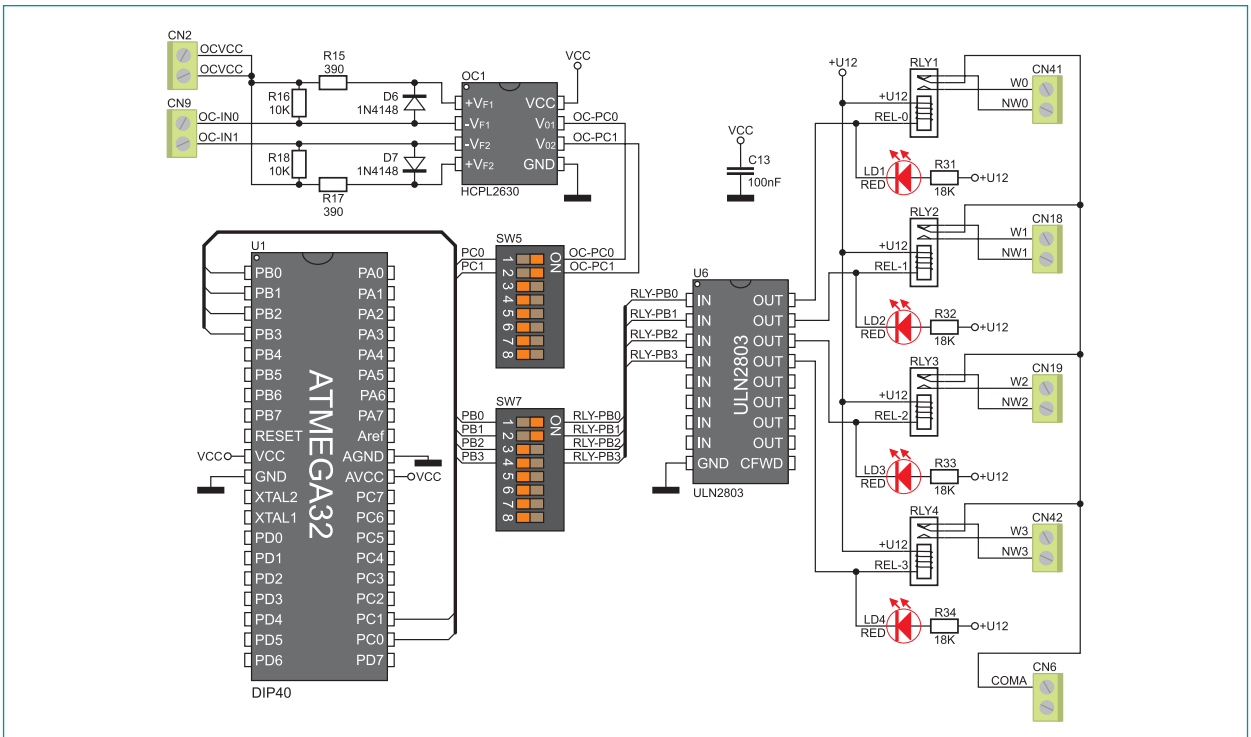 CN2
OCVCC
OCVCC
R15
390
R16
10K
D6
1N4148
CN9
OC-IN0
OC-IN1
R18
10K
D7
1N4148
R17
390
OC1
+VF1
-VF1
-VF2
+VF2
VCC
V01
V02
GND
HCPL2630
VCC
OC-PC0
OC-PC1
VCC
C13
100nF
U1
PB0
PB1
PB2
PB3
PB4
PB5
PB6
PB7
RESET
VCC
GND
XTAL2
XTAL1
PD0
PD1
PD2
PD3
PD4
PD5
PD6
ATMEGA32
PA0
PA1
PA2
PA3
PA4
PA5
PA6
PA7
Aref
AGND
AVCC
PC7
PC6
PC5
PC4
PC3
PC2
PC1
PC0
PD7
DIP40
VCC
VCC
SW5
PC0
PC1
1
2
3
4
5
6
7
8
ON
OC-PC0
OC-PC1
SW7
PB0
PB1
PB2
PB3
1
2
3
4
5
6
7
8
ON
RLY-PB0
RLY-PB1
RLY-PB2
RLY-PB3
RLY-PB0
RLY-PB1
RLY-PB2
RLY-PB3
U6
IN
IN
IN
IN
IN
IN
IN
IN
GND
ULN2803
OUT
OUT
OUT
OUT
OUT
OUT
OUT
OUT
CFWD
ULN2803
+U12
RLY1
+U12
REL-0
CN41
W0
NW0
LD1
RED
R31
18K
+U12
RLY2
+U12
REL-1
CN18
W1
NW1
LD2
RED
R32
18K
+U12
RLY3
+U12
REL-2
CN19
W2
NW2
LD3
RED
R33
18K
+U12
RLY4
+U12
REL-3
CN42
W3
NW3
LD4
RED
R34
18K
+U12
CN6
COMA